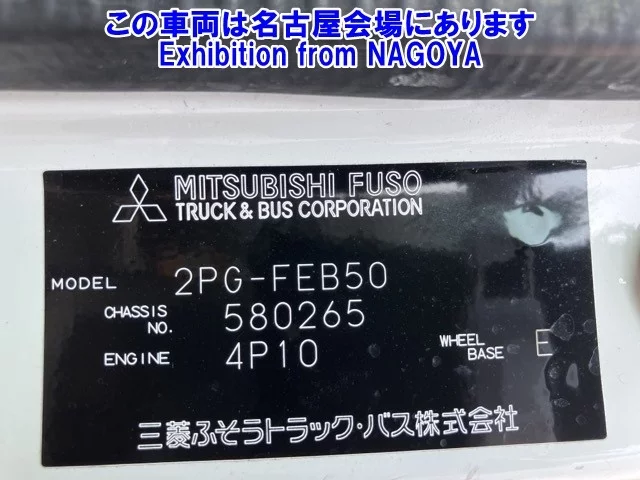 この車両は名古屋会場にあります
Exhibition from NAGOYA
MITSUBISHI FUSO
TRUCK & BUS CORPORATION
MODEL 2PG-FEB50
CHASSIS NO. 580265
ENGINE 4P10 WHEEL BASE E
三菱ふそうトラック・バス株式会社